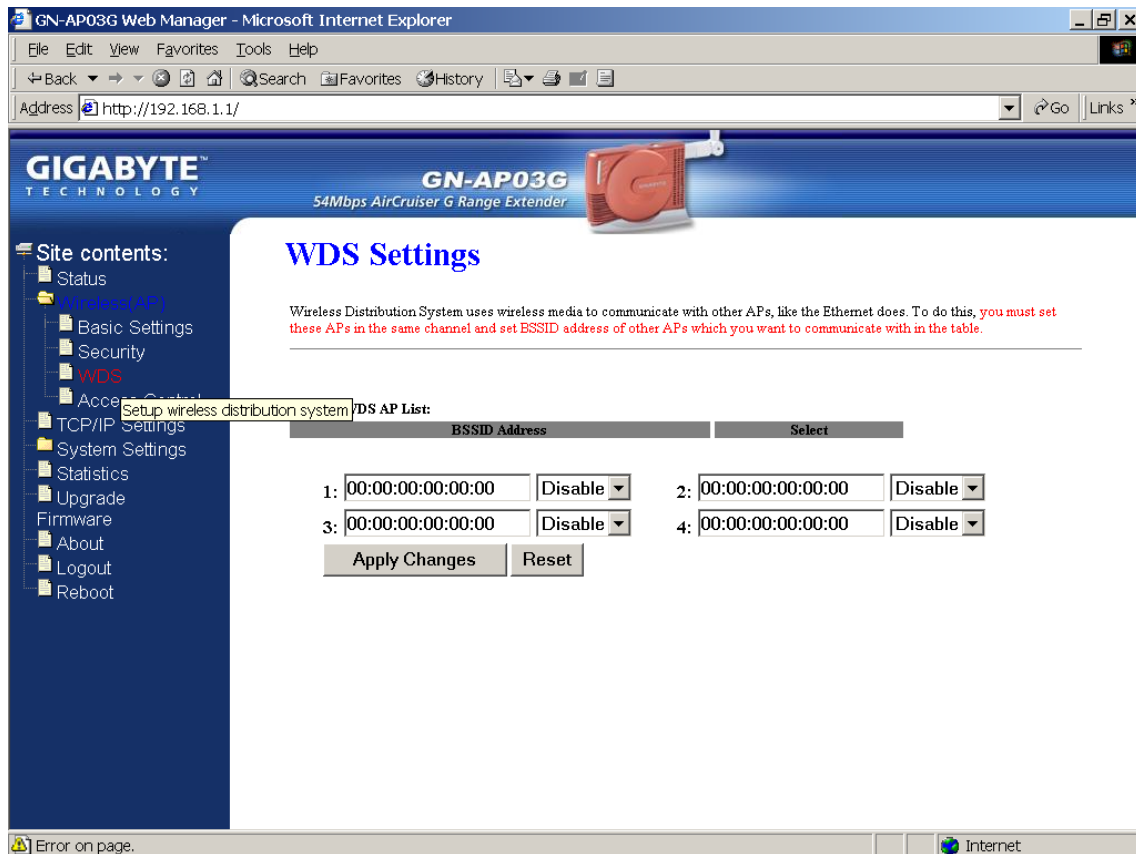 GN-AP03G Web Manager - Microsoft Internet Explorer
File Edit View Favorites Tools Help
Back Search Favorites History
Address http://192.168.1.1/ Go Links »
GIGABYTE™
TECHNOLOGY
GN-AP03G
54Mbps AirCruiser G Range Extender
Site contents:
Status
Wireless(AP)
Basic Settings
Security
WDS
Access Control
Setup wireless distribution system
TCP/IP Settings
System Settings
Statistics
Upgrade
Firmware
About
Logout
Reboot
WDS Settings
Wireless Distribution System uses wireless media to communicate with other APs, like the Ethernet does. To do this, you must set
these APs in the same channel and set BSSID address of other APs which you want to communicate with in the table.
WDS AP List:
BSSID Address Select
1: 00:00:00:00:00:00 Disable 2: 00:00:00:00:00:00 Disable
3: 00:00:00:00:00:00 Disable 4: 00:00:00:00:00:00 Disable
Apply Changes Reset
Error on page. Internet